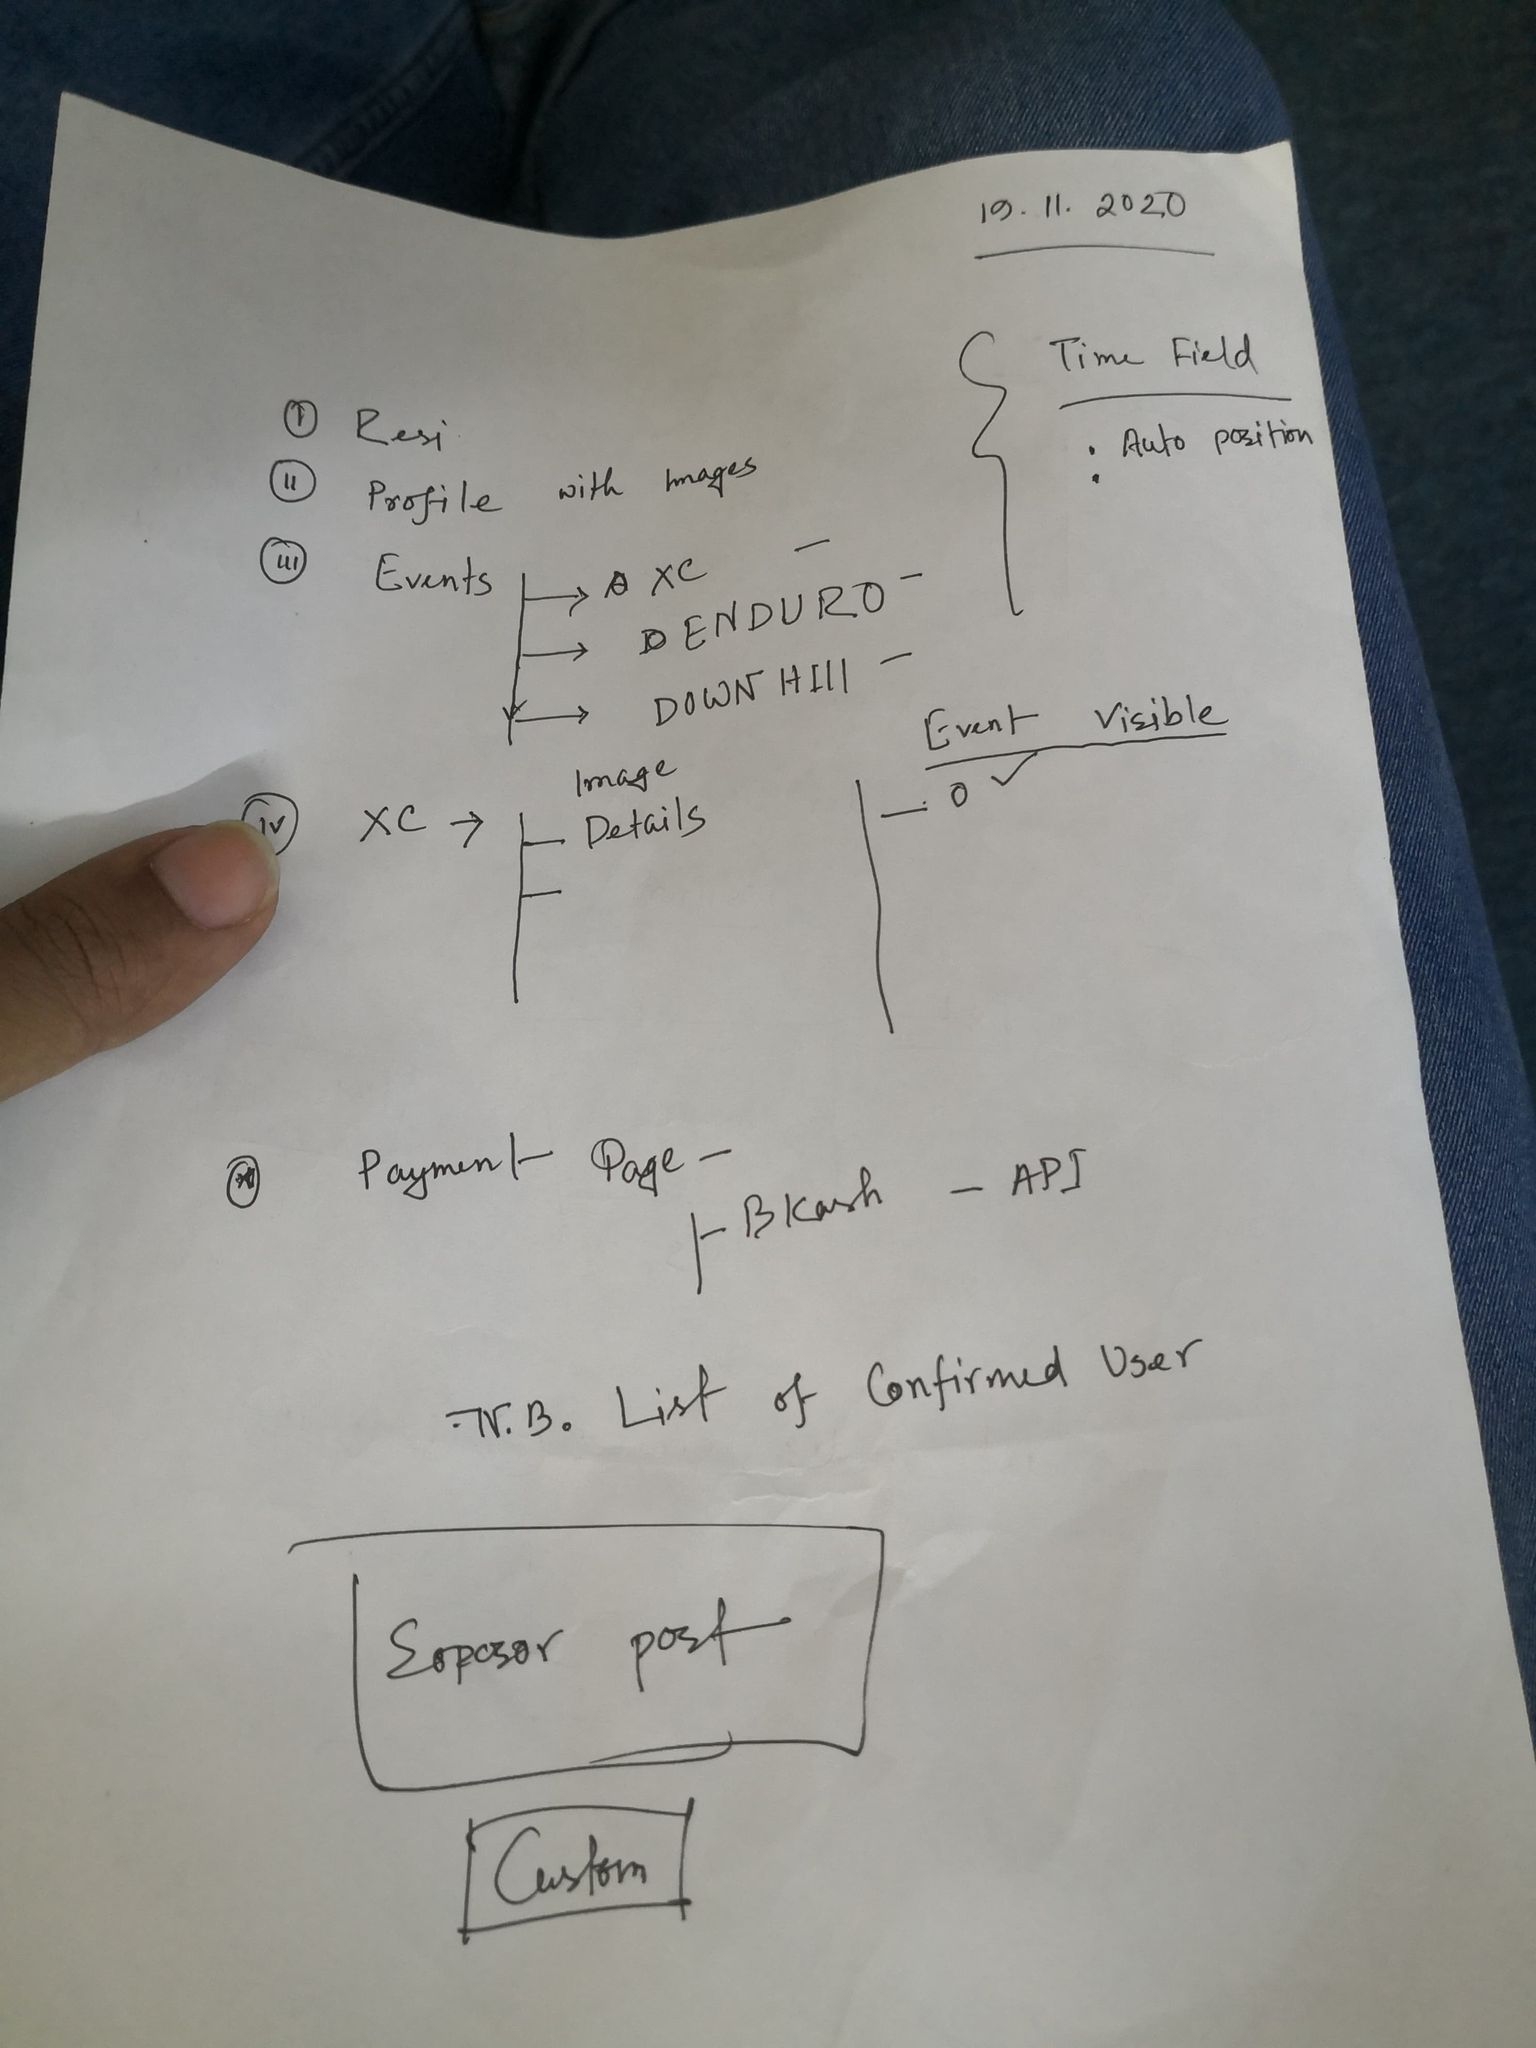 19. 11. 2020
Time Field
: Auto position
i Resi
ii Profile with Images
iii Events
→ XC –
→ ENDURO –
→ DOWN HIll –
Event Visible
– 0 ✓
iv XC →
Image
– Details
–
Payment Page –
– BKash – API
N.B. List of Confirmed User
post
Custom